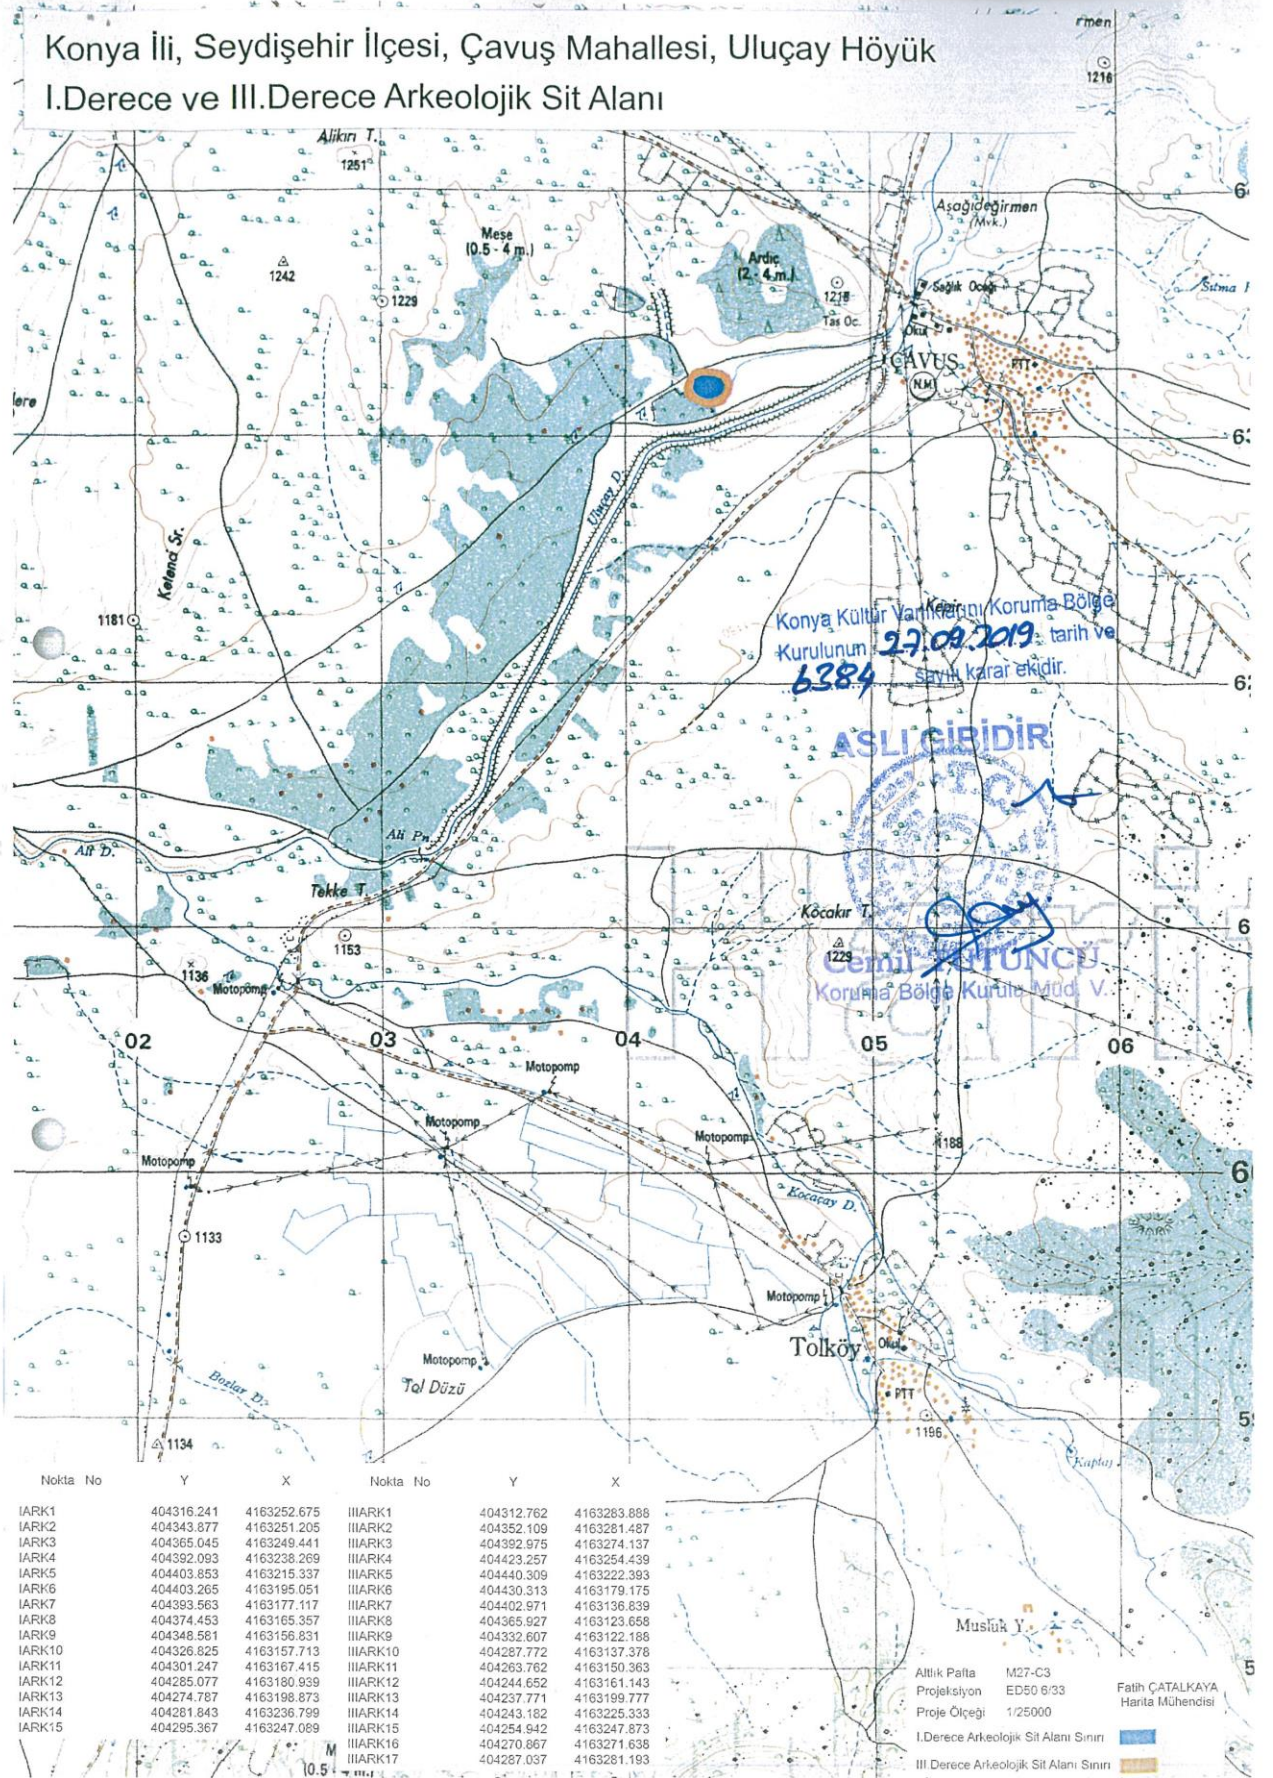 Konya İli, Seydişehir İlçesi, Çavuş Mahallesi, Uluçay Höyük
I.Derece ve III.Derece Arkeolojik Sit Alanı
rmen
1216
Alikırı T.
1251
Aşağıdeğirmen
(Mvk.)
Meşe
(0.5 - 4 m.)
Ardıç
(2 - 4 m.)
1242
1229
1218
Taş Oc.
Sağlık Ocağı
Sıtma
Okul
ÇAVUŞ
PTT
N.M.
lere
63
Uluçay D.
Ketenci Sr.
1181
Konya Kültür Varlıklarını Koruma Bölge
Kurulunun 27.09.2019 tarih ve
6384 sayılı karar ekidir.
ASLI GİBİDİR
T.C.
Ali Pn.
Ali D.
Tekke T.
Kocakır T.
1153
1229
1136
Motopomp
Cemil TÜTÜNCÜ
Koruma Bölge Kurulu Müd. V.
02
03
04
05
06
Motopomp
Motopomp
Motopomp
1188
Motopomp
Kocaçay D.
1133
Motopomp
Tolköy
Okul
Motopomp
Tol Düzü
Bozlar D.
PTT
1196
1134
Kaplaj
Nokta No Y X Nokta No Y X
IARK1 404316.241 4163252.675 IIIARK1 404312.762 4163283.888
IARK2 404343.877 4163251.205 IIIARK2 404352.109 4163281.487
IARK3 404365.045 4163249.441 IIIARK3 404392.975 4163274.137
IARK4 404392.093 4163238.269 IIIARK4 404423.257 4163254.439
IARK5 404403.853 4163215.337 IIIARK5 404440.309 4163222.393
IARK6 404403.265 4163195.051 IIIARK6 404430.313 4163179.175
IARK7 404393.563 4163177.117 IIIARK7 404402.971 4163136.839
IARK8 404374.453 4163165.357 IIIARK8 404365.927 4163123.658
IARK9 404348.581 4163156.831 IIIARK9 404332.607 4163122.188
IARK10 404326.825 4163157.713 IIIARK10 404287.772 4163137.378
IARK11 404301.247 4163167.415 IIIARK11 404263.762 4163150.363
IARK12 404285.077 4163180.939 IIIARK12 404244.652 4163161.143
IARK13 404274.787 4163198.873 IIIARK13 404237.771 4163199.777
IARK14 404281.843 4163236.799 IIIARK14 404243.182 4163225.333
IARK15 404295.367 4163247.089 IIIARK15 404254.942 4163247.873
IIIARK16 404270.867 4163271.638
IIIARK17 404287.037 4163281.193
Musluk Y.
Altlık Pafta M27-C3
Projeksiyon ED50 6/33
Proje Ölçeği 1/25000
Fatih ÇATALKAYA
Harita Mühendisi
I.Derece Arkeolojik Sit Alanı Sınırı
III.Derece Arkeolojik Sit Alanı Sınırı